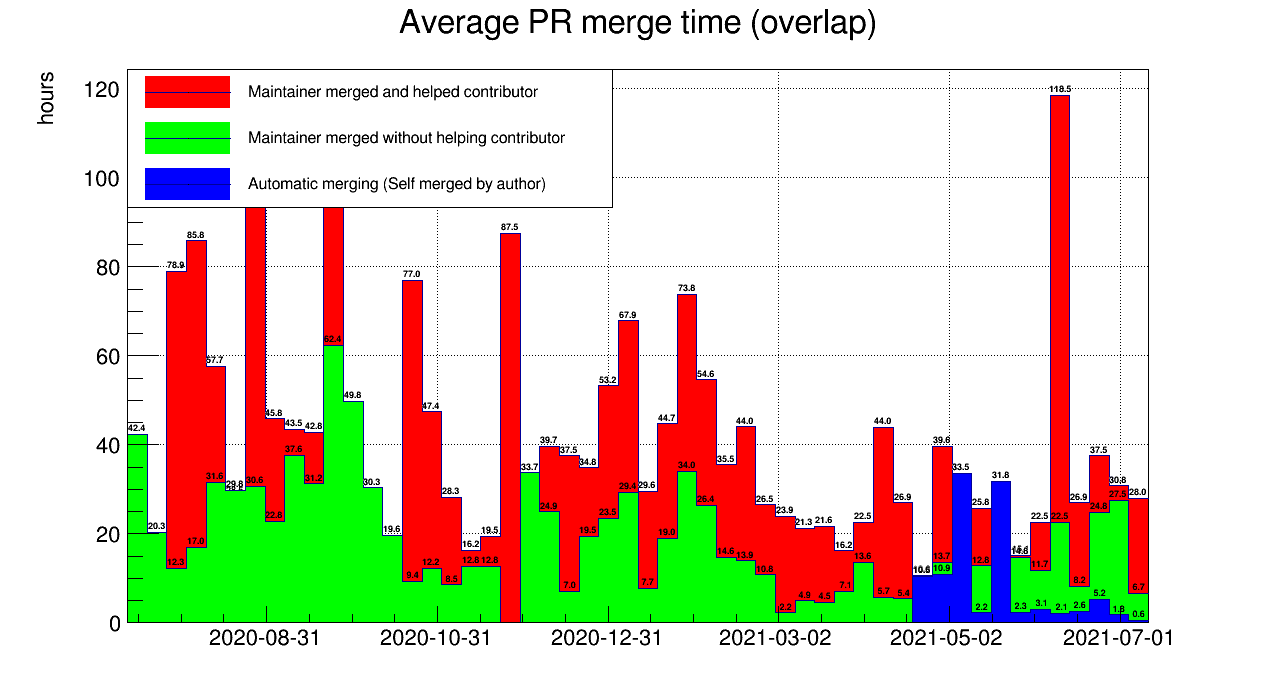 Average PR merge time (overlap)
hours
Maintainer merged and helped contributor
Maintainer merged without helping contributor
Automatic merging (Self merged by author)
120
100
80
60
40
20
0
118.5
87.5
85.8
78.9
77.0
73.8
67.9
62.4
57.7
54.6
53.2
49.8
47.4
42.4 45.8 43.5 42.8 44.7 44.0 44.0
39.7 37.5 34.8 35.5 39.6 37.5
37.6 33.7 34.0 33.5 31.8
31.6 29.8 30.6 31.2 30.3 28.3 29.4 29.6 30.8
26.4 26.5 26.9 25.8 26.9 27.5 28.0
20.3 22.8 24.9 23.5 23.9 21.3 21.6 22.5 22.5 22.5 24.8
17.0 19.6 16.2 19.5 19.5 19.0 16.2
12.3 12.2 12.8 12.8 14.6 13.9 13.6 13.7 12.8
9.4 8.5 10.8 10.9 11.7
7.0 7.7 7.1 8.2 6.7
2.2 4.9 4.5 5.7 5.4 2.2 2.3 3.1 2.1 2.6 5.2 1.8 0.6
2020-08-31 2020-10-31 2020-12-31 2021-03-02 2021-05-02 2021-07-01